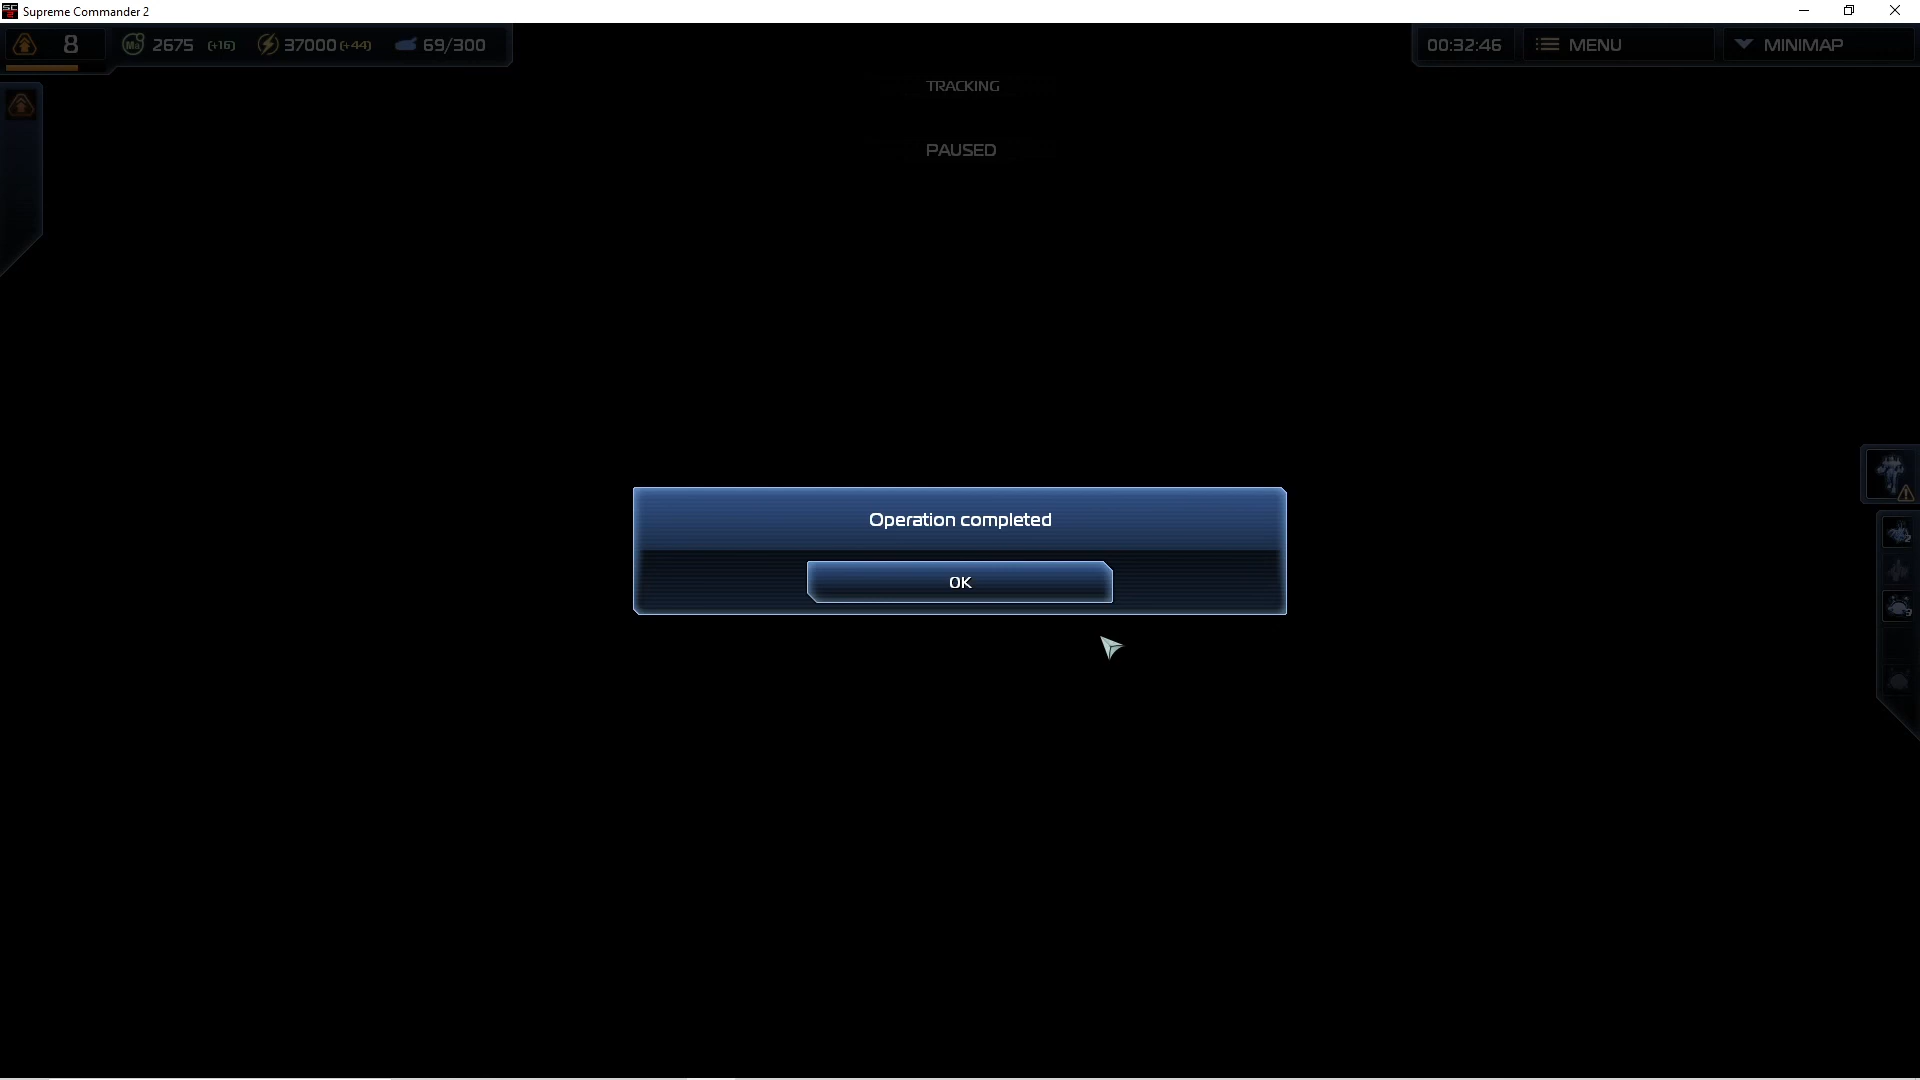 Supreme Commander 2
8 2675 (+16) 37000 (+44) 69/300
00:32:46 MENU MINIMAP
TRACKING
PAUSED
Operation completed
OK
2